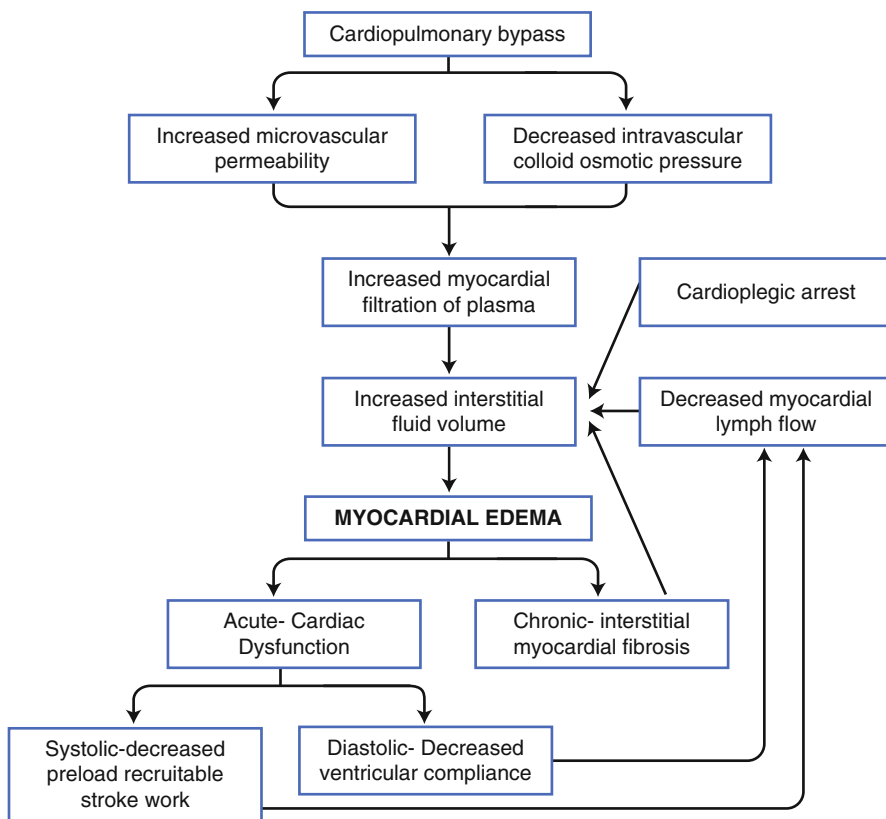 Cardiopulmonary bypass
Increased microvascular
permeability
Decreased intravascular
colloid osmotic pressure
Increased myocardial
filtration of plasma
Cardioplegic arrest
Increased interstitial
fluid volume
Decreased myocardial
lymph flow
MYOCARDIAL EDEMA
Acute- Cardiac
Dysfunction
Chronic- interstitial
myocardial fibrosis
Systolic-decreased
preload recruitable
stroke work
Diastolic- Decreased
ventricular compliance